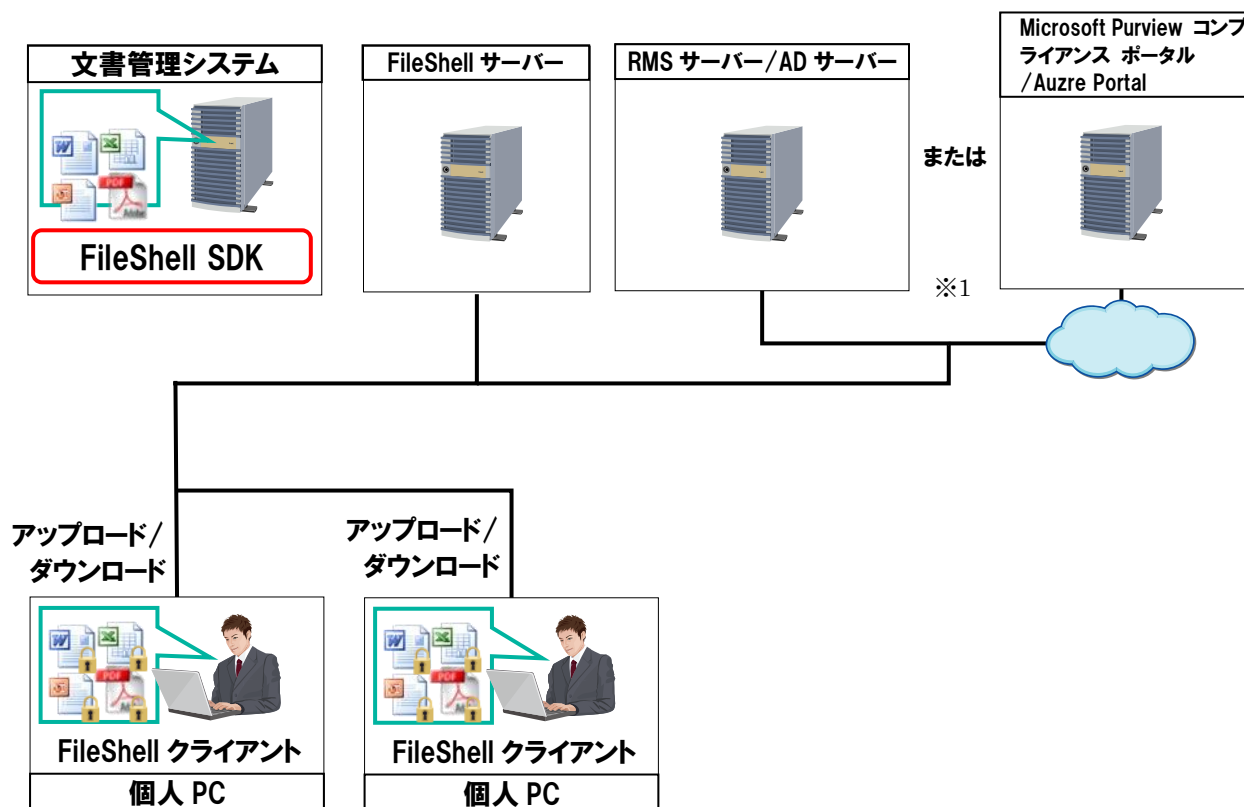 文書管理システム
FileShell SDK
FileShell サーバー
RMS サーバー/AD サーバー
または
※1
Microsoft Purview コンプ
ライアンス ポータル
/Auzre Portal
アップロード/
ダウンロード
アップロード/
ダウンロード
PDF
Adobe
FileShell クライアント
個人 PC
PDF
FileShell クライアント
個人 PC
PDF